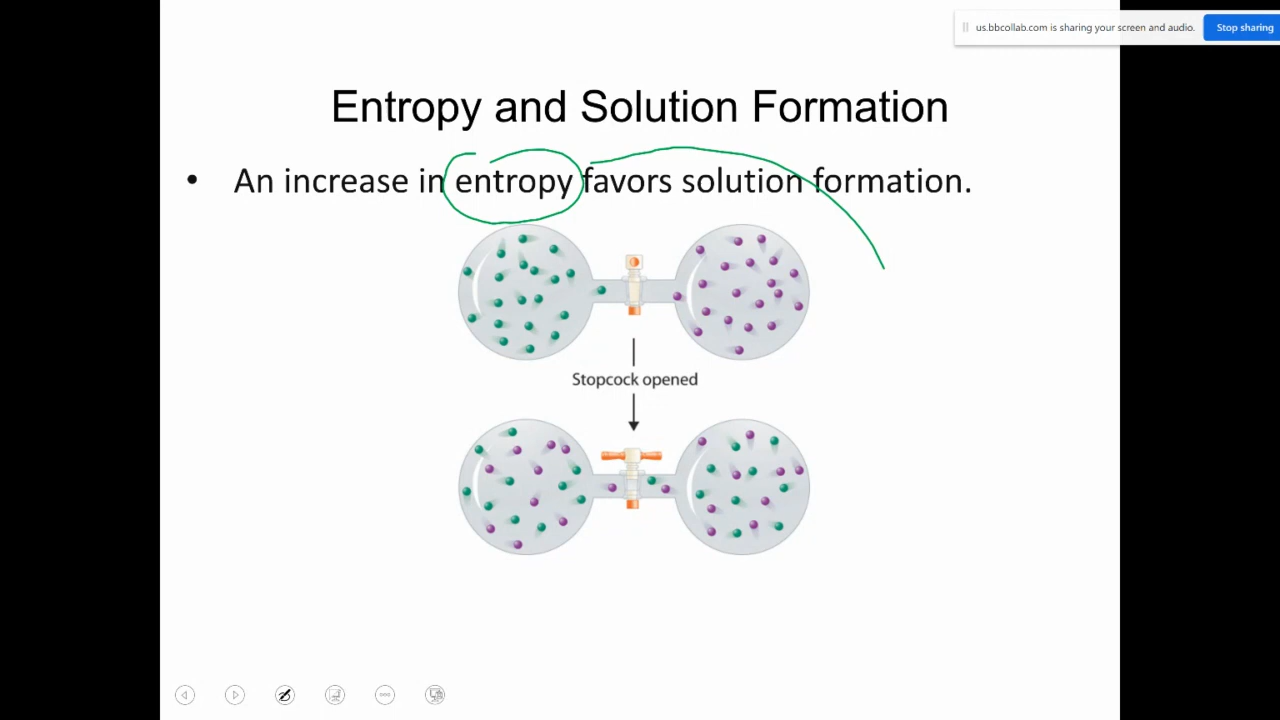 us.bbcollab.com is sharing your screen and audio.
Stop sharing
Entropy and Solution Formation
• An increase in entropy favors solution formation.
Stopcock opened